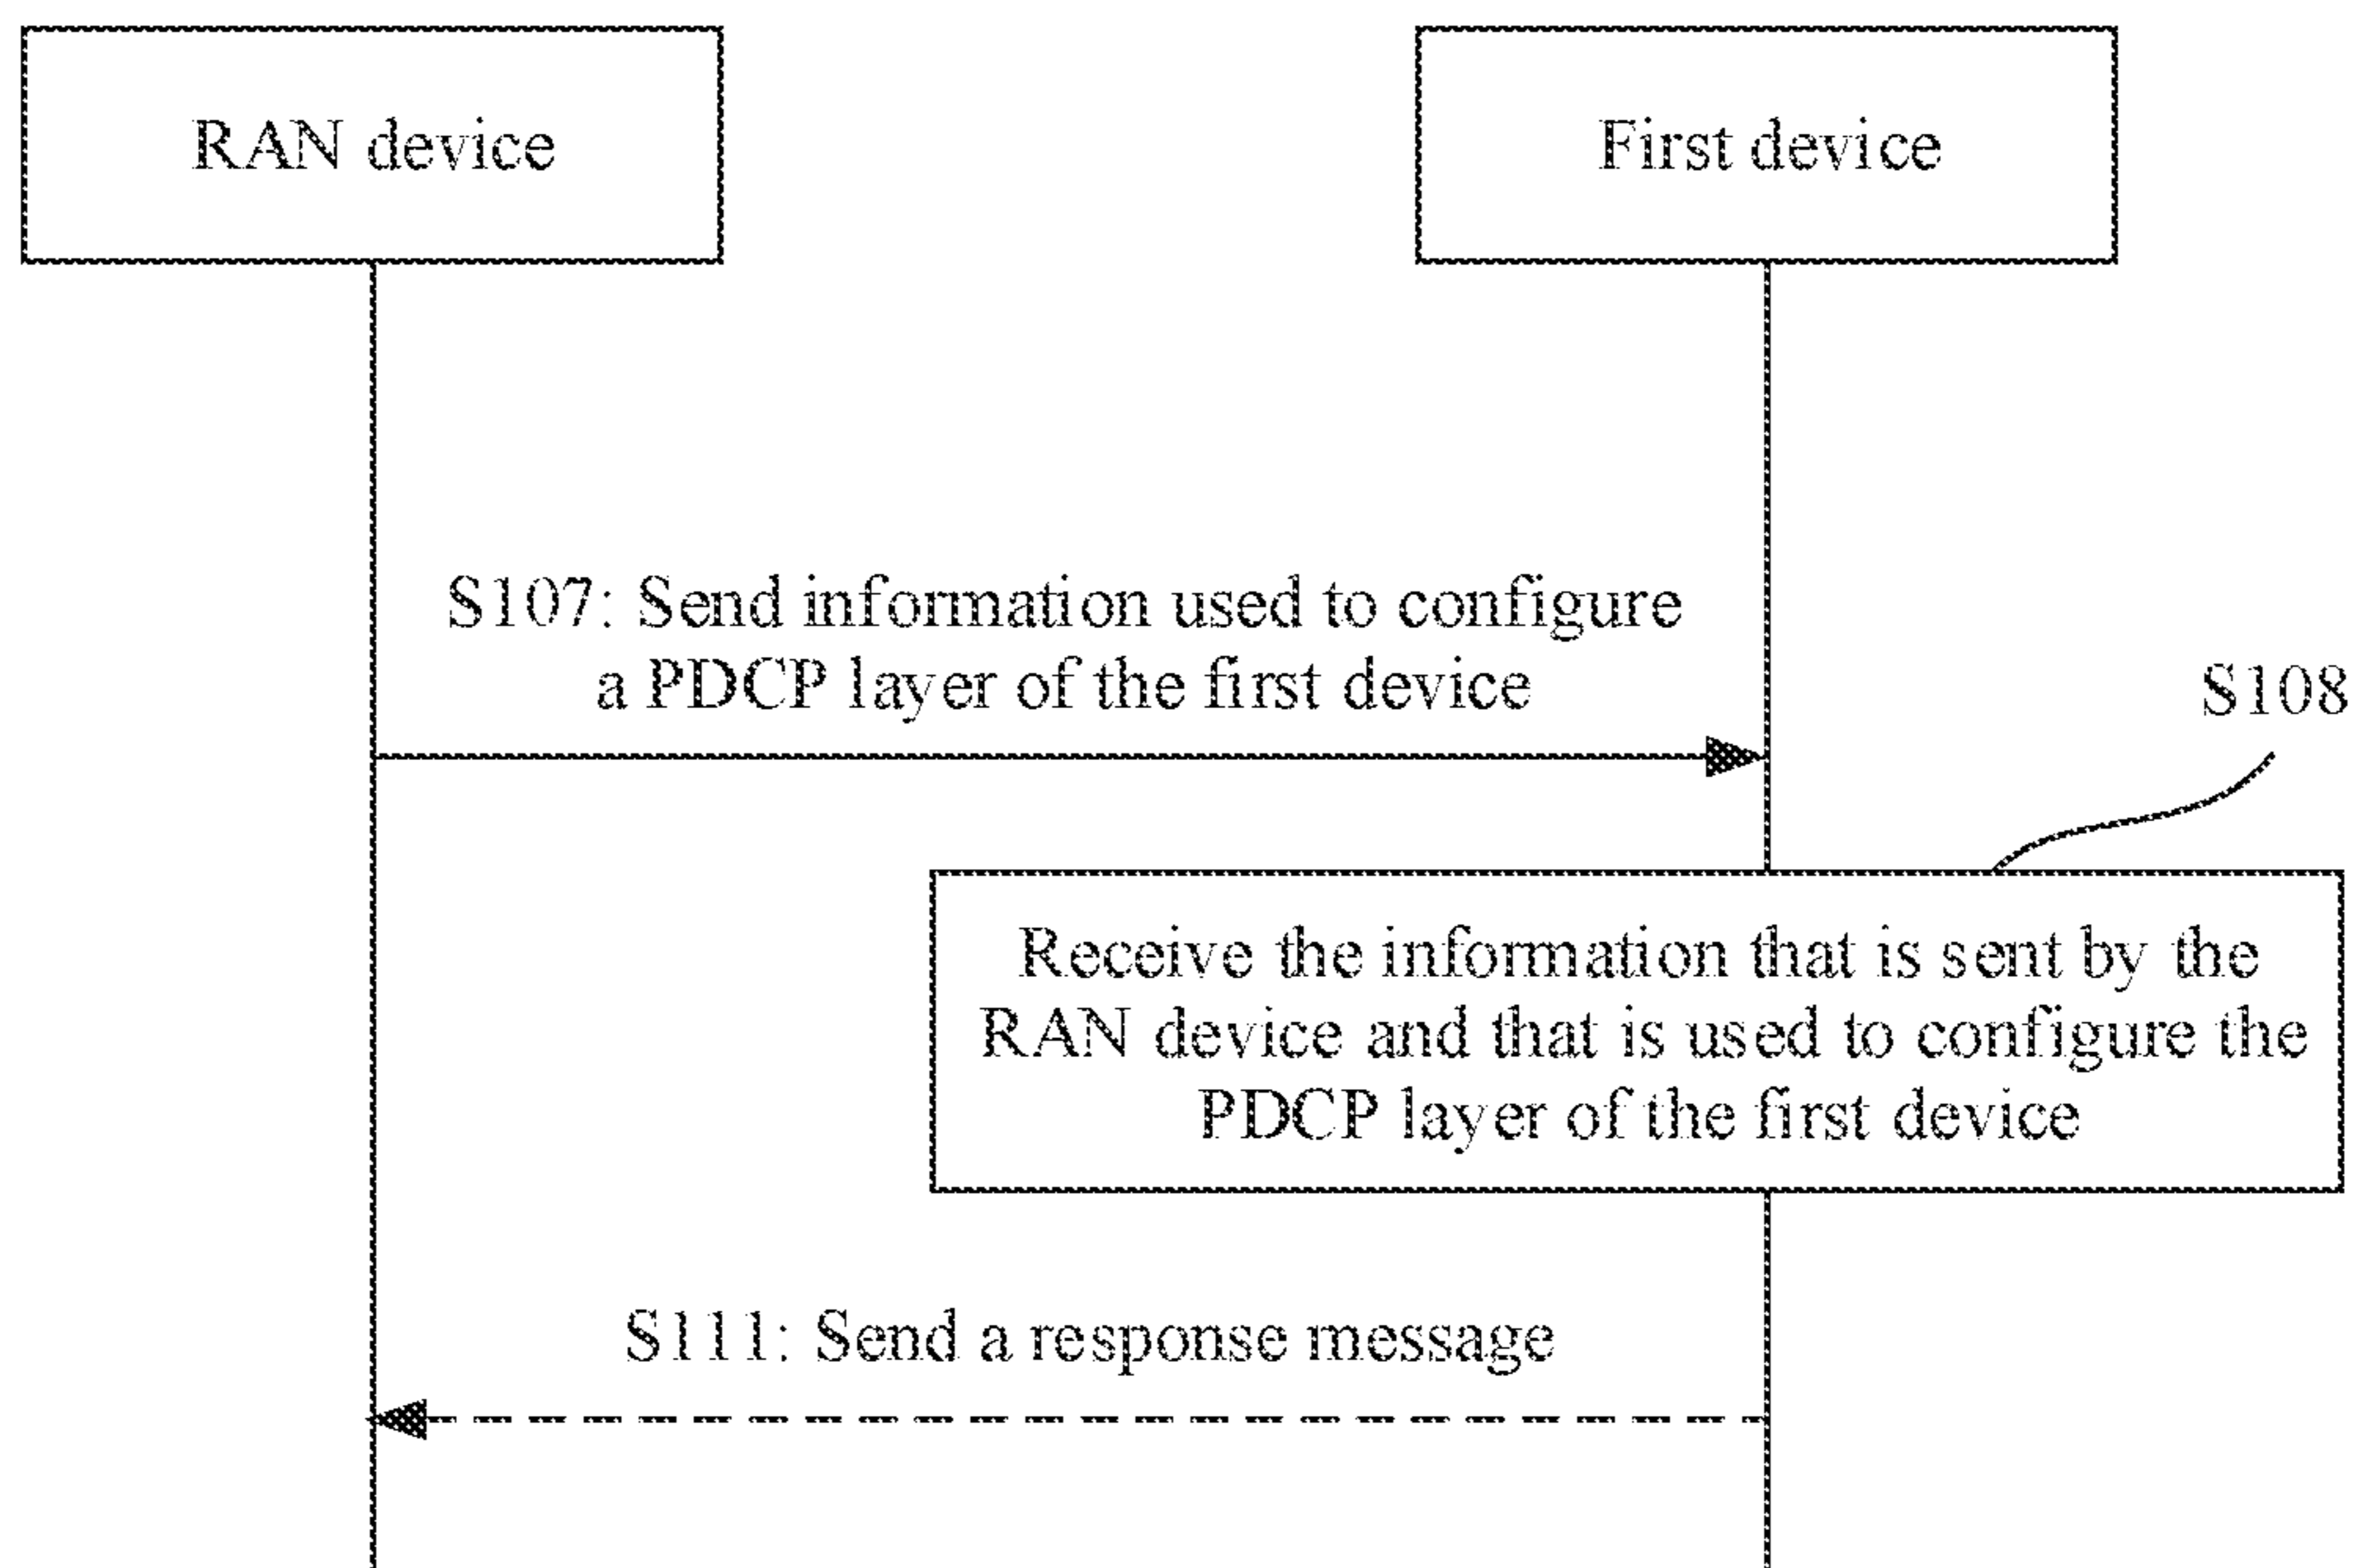 RAN device
First device
S107: Send information used to configure
a PDCP layer of the first device
S108
Receive the information that is sent by the
RAN device and that is used to configure the
PDCP layer of the first device
S111: Send a response message